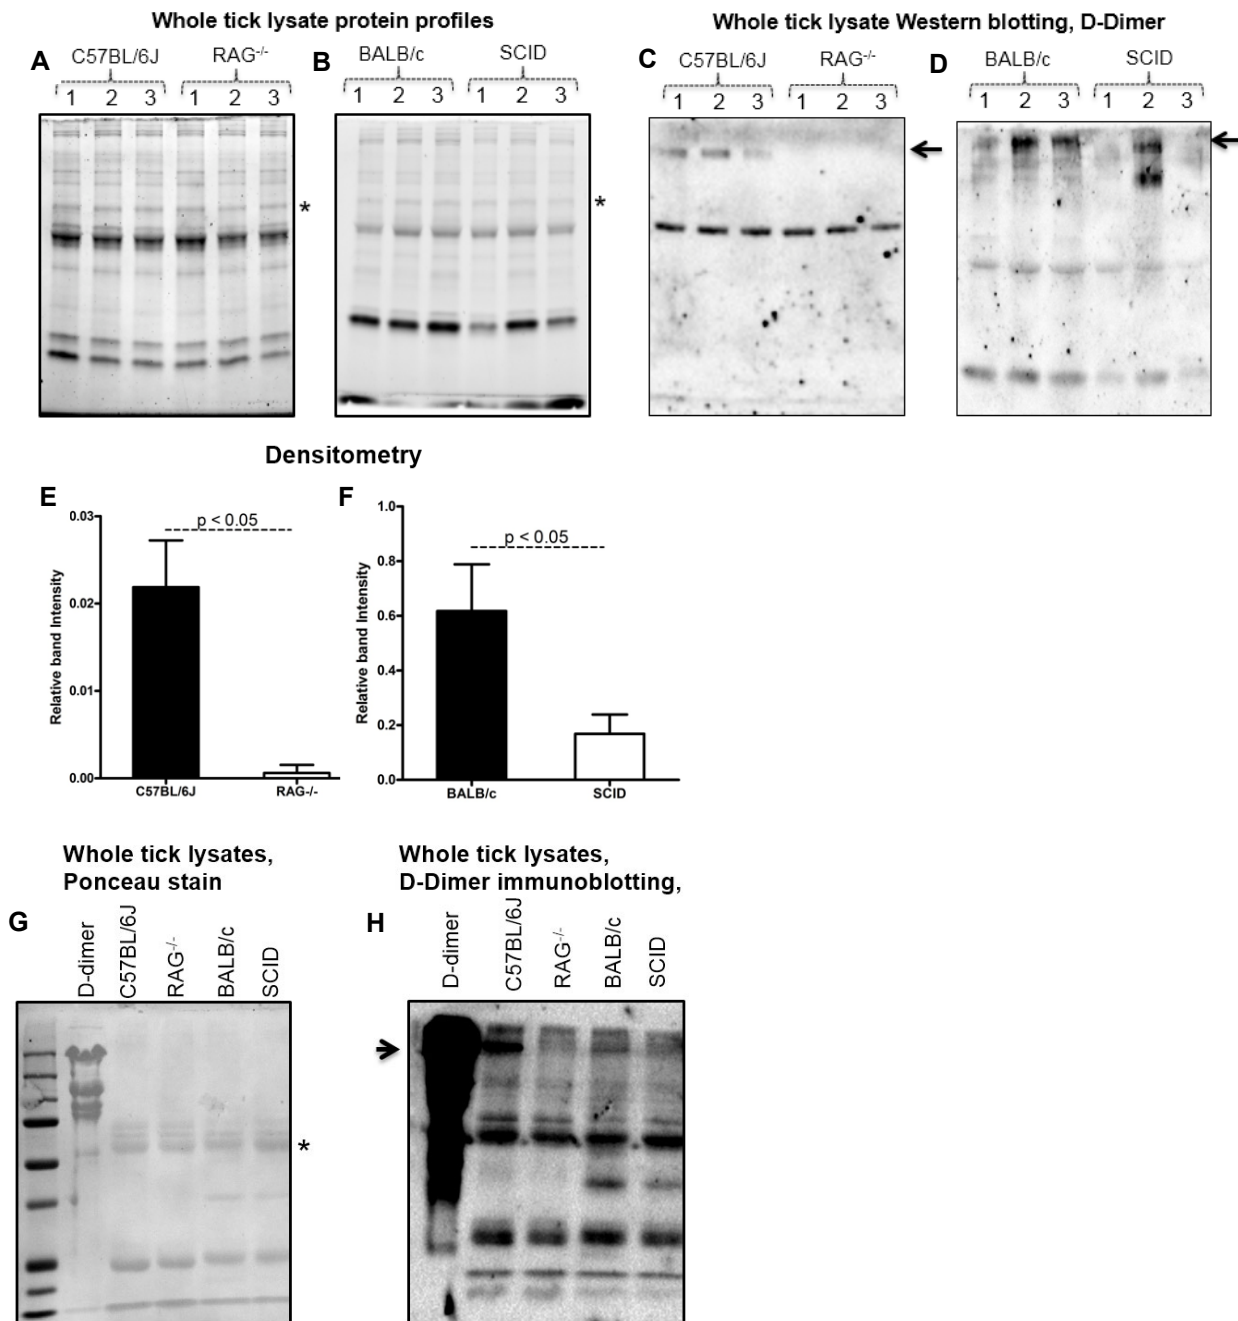 Whole tick lysate protein profiles
Whole tick lysate Western blotting, D-Dimer
A
C57BL/6J
RAG-/-
1 2 3 1 2 3
B
BALB/c
SCID
1 2 3 1 2 3
C
C57BL/6J
RAG-/-
1 2 3 1 2 3
D
BALB/c
SCID
1 2 3 1 2 3
*
*
Densitometry
E
Relative band Intensity
0.03
0.02
0.01
0.00
p < 0.05
C57BL/6J
RAG-/-
F
Relative band Intensity
1.0
0.8
0.6
0.4
0.2
0.0
p < 0.05
BALB/c
SCID
Whole tick lysates,
Ponceau stain
G
D-dimer
C57BL/6J
RAG-/-
BALB/c
SCID
*
Whole tick lysates,
D-Dimer immunoblotting,
H
D-dimer
C57BL/6J
RAG-/-
BALB/c
SCID